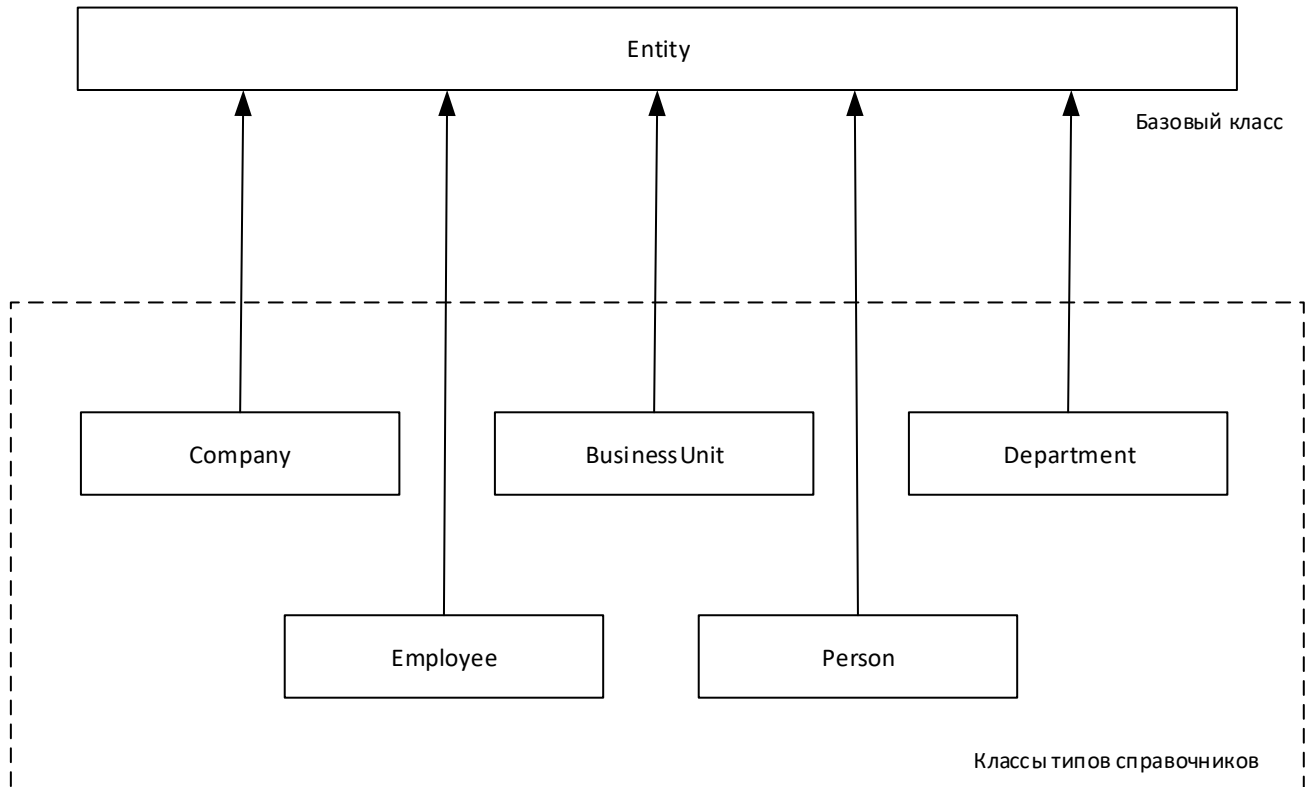 Entity
Базовый класс
Company
BusinessUnit
Department
Employee
Person
Классы типов справочников